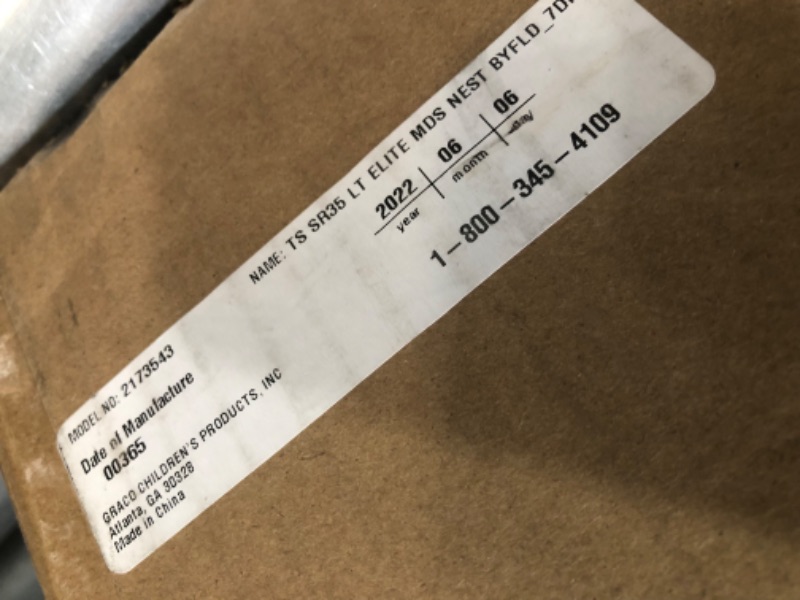 MODEL NO: 2173543
NAME: TS SR35 LT ELITE MDS NEST BYFLD_7D
Date of Manufacture
2022 06 06
year month day
00365
GRACO CHILDREN'S PRODUCTS, INC
1-800-345-4109
Atlanta, GA 30328
Made in China